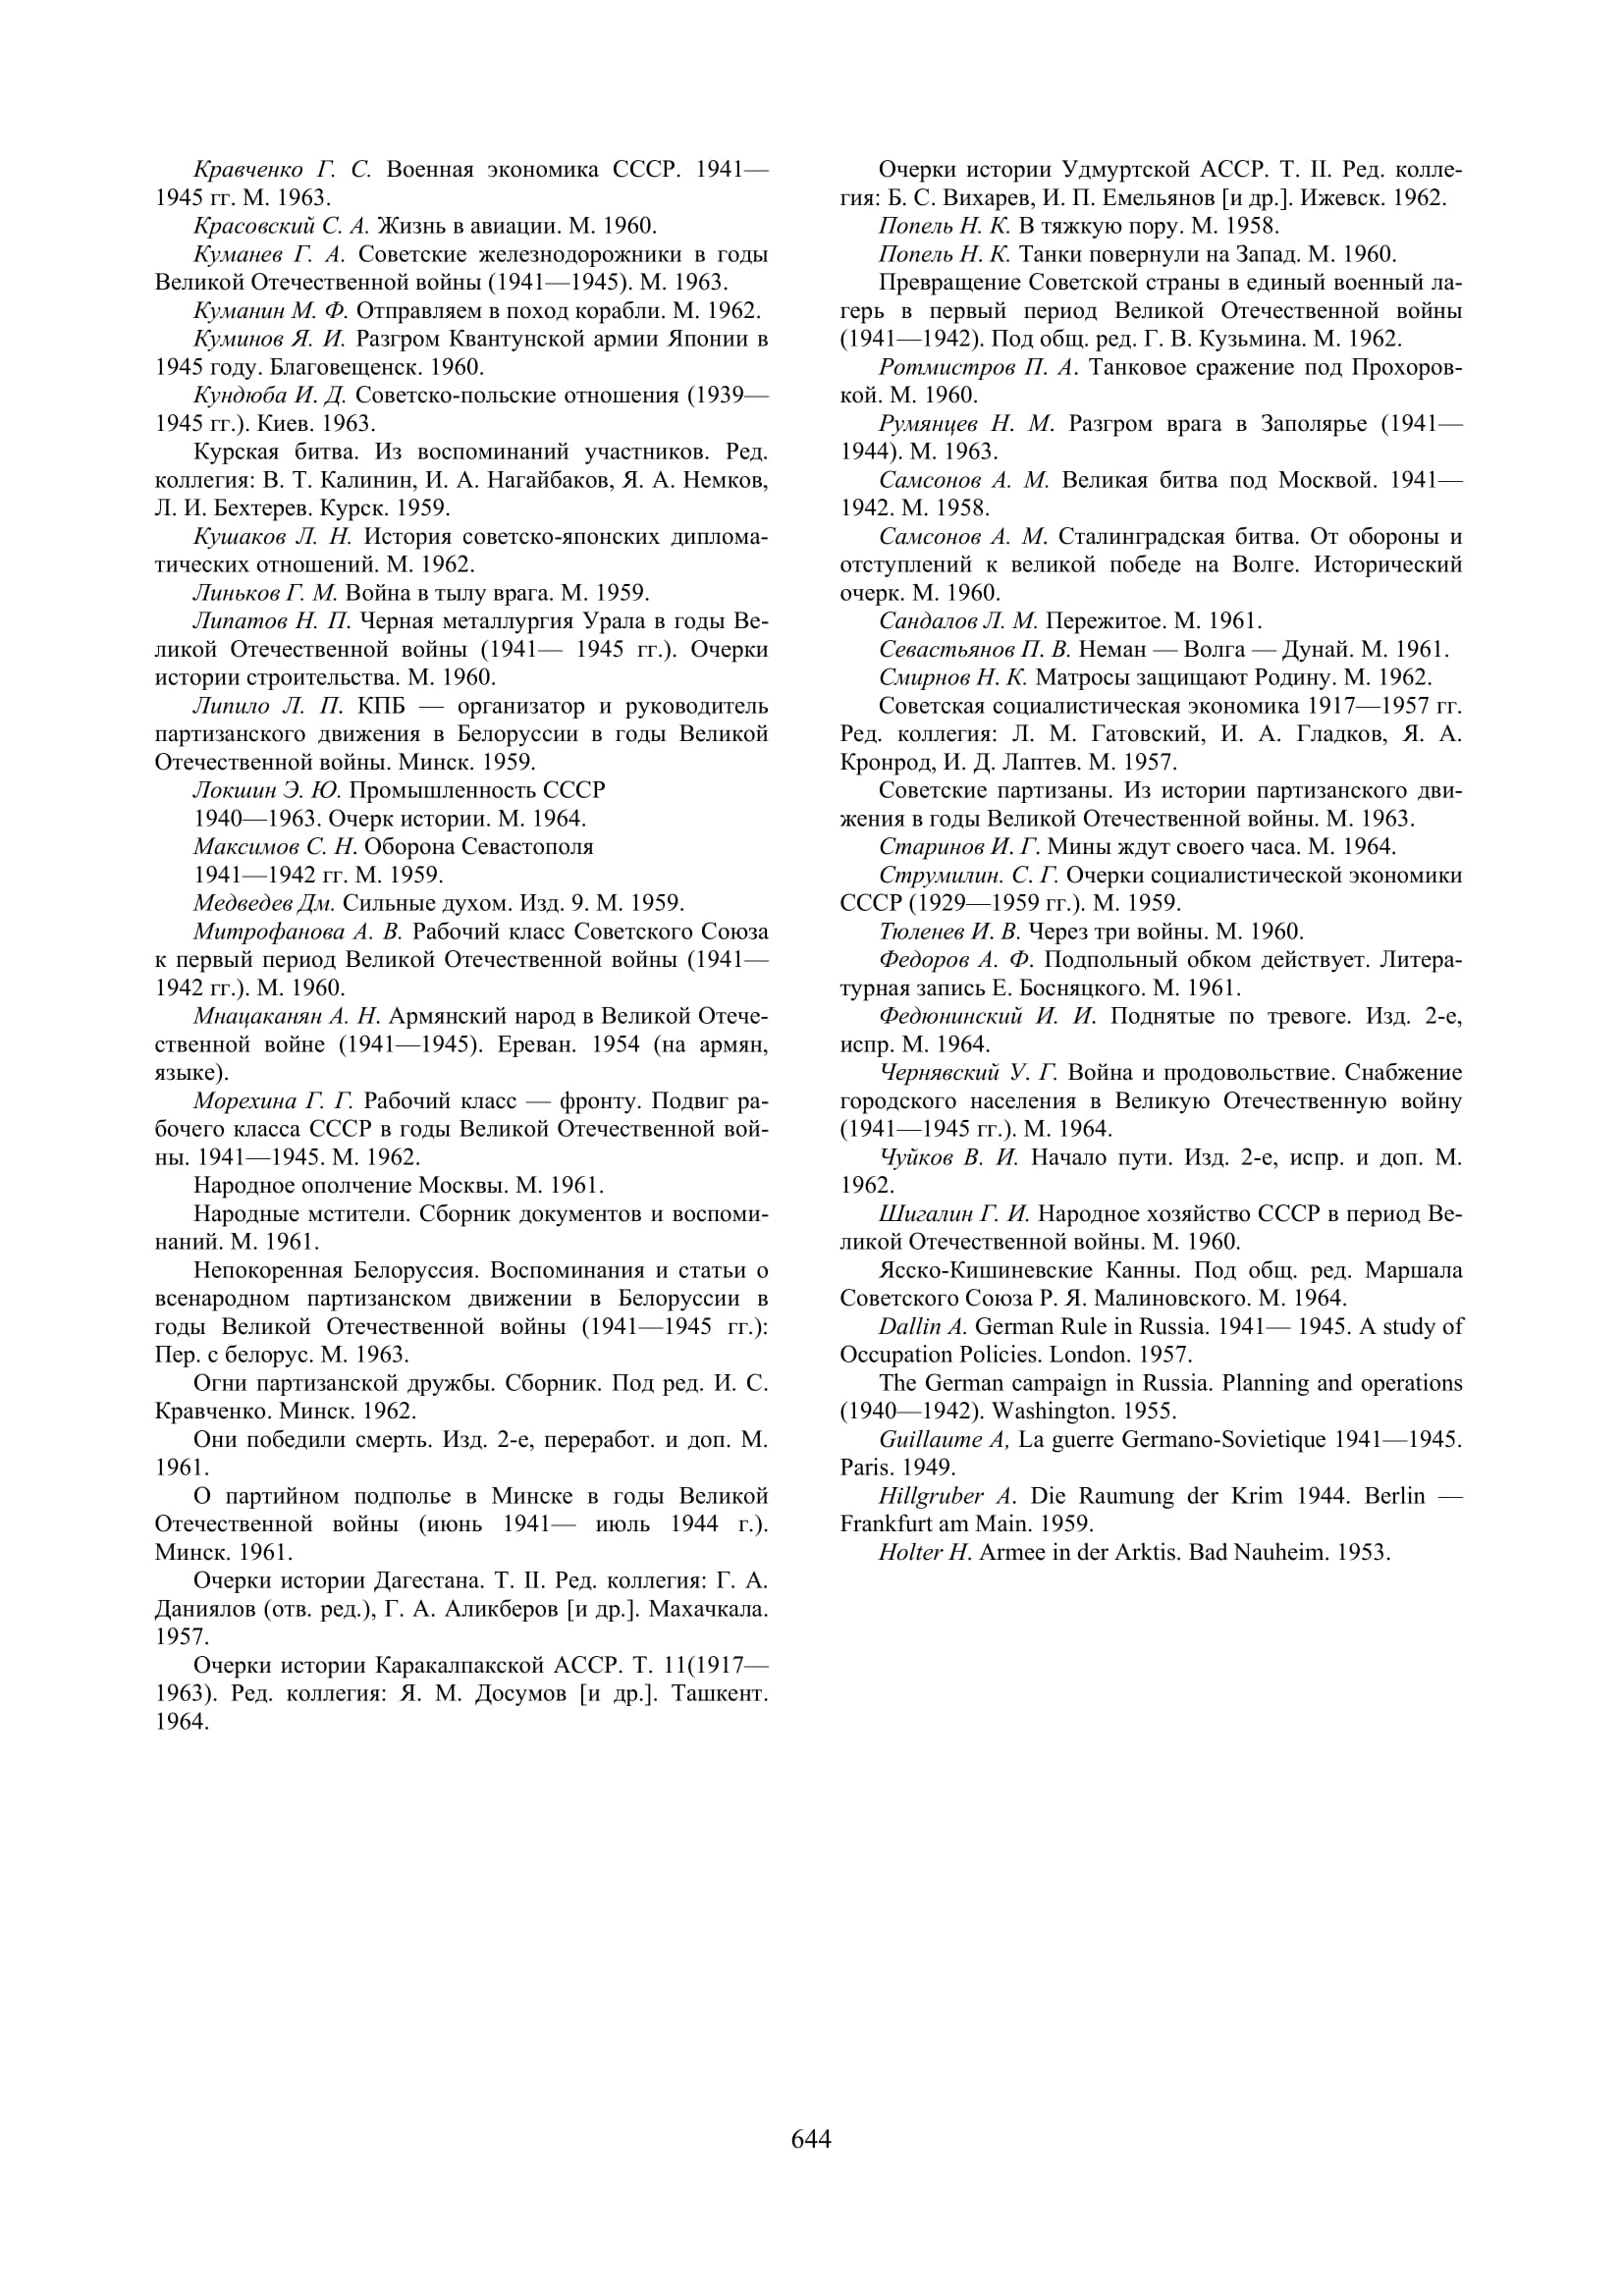 Кравченко Г. С. Военная экономика СССР. 1941—
1945 гг. М. 1963.
Красовский С. А. Жизнь в авиации. М. 1960.
Куманев Г. А. Советские железнодорожники в годы
Великой Отечественной войны (1941—1945). М. 1963.
Куманин М. Ф. Отправляем в поход корабли. М. 1962.
Куминов Я. И. Разгром Квантунской армии Японии в
1945 году. Благовещенск. 1960.
Кундюба И. Д. Советско-польские отношения (1939—
1945 гг.). Киев. 1963.
Курская битва. Из воспоминаний участников. Ред.
коллегия: В. Т. Калинин, И. А. Нагайбаков, Я. А. Немков,
Л. И. Бехтерев. Курск. 1959.
Кушаков Л. Н. История советско-японских диплома-
тических отношений. М. 1962.
Линьков Г. М. Война в тылу врага. М. 1959.
Липатов Н. П. Черная металлургия Урала в годы Ве-
ликой Отечественной войны (1941— 1945 гг.). Очерки
истории строительства. М. 1960.
Липило Л. П. КПБ — организатор и руководитель
партизанского движения в Белоруссии в годы Великой
Отечественной войны. Минск. 1959.
Локшин Э. Ю. Промышленность СССР
1940—1963. Очерк истории. М. 1964.
Максимов С. Н. Оборона Севастополя
1941—1942 гг. М. 1959.
Медведев Дм. Сильные духом. Изд. 9. М. 1959.
Митрофанова А. В. Рабочий класс Советского Союза
к первый период Великой Отечественной войны (1941—
1942 гг.). М. 1960.
Мнацаканян А. Н. Армянский народ в Великой Отече-
ственной войне (1941—1945). Ереван. 1954 (на армян,
языке).
Морехина Г. Г. Рабочий класс — фронту. Подвиг ра-
бочего класса СССР в годы Великой Отечественной вой-
ны. 1941—1945. М. 1962.
Народное ополчение Москвы. М. 1961.
Народные мстители. Сборник документов и воспоми-
наний. М. 1961.
Непокоренная Белоруссия. Воспоминания и статьи о
всенародном партизанском движении в Белоруссии в
годы Великой Отечественной войны (1941—1945 гг.):
Пер. с белорус. М. 1963.
Огни партизанской дружбы. Сборник. Под ред. И. С.
Кравченко. Минск. 1962.
Они победили смерть. Изд. 2-е, переработ. и доп. М.
1961.
О партийном подполье в Минске в годы Великой
Отечественной войны (июнь 1941— июль 1944 г.).
Минск. 1961.
Очерки истории Дагестана. Т. II. Ред. коллегия: Г. А.
Даниялов (отв. ред.), Г. А. Аликберов [и др.]. Махачкала.
1957.
Очерки истории Каракалпакской АССР. Т. 11(1917—
1963). Ред. коллегия: Я. М. Досумов [и др.]. Ташкент.
1964.
Очерки истории Удмуртской АССР. Т. II. Ред. колле-
гия: Б. С. Вихарев, И. П. Емельянов [и др.]. Ижевск. 1962.
Попель Н. К. В тяжкую пору. М. 1958.
Попель Н. К. Танки повернули на Запад. М. 1960.
Превращение Советской страны в единый военный ла-
герь в первый период Великой Отечественной войны
(1941—1942). Под общ. ред. Г. В. Кузьмина. М. 1962.
Ротмистров П. А. Танковое сражение под Прохоров-
кой. М. 1960.
Румянцев Н. М. Разгром врага в Заполярье (1941—
1944). М. 1963.
Самсонов А. М. Великая битва под Москвой. 1941—
1942. М. 1958.
Самсонов А. М. Сталинградская битва. От обороны и
отступлений к великой победе на Волге. Исторический
очерк. М. 1960.
Сандалов Л. М. Пережитое. М. 1961.
Севастьянов П. В. Неман — Волга — Дунай. М. 1961.
Смирнов Н. К. Матросы защищают Родину. М. 1962.
Советская социалистическая экономика 1917—1957 гг.
Ред. коллегия: Л. М. Гатовский, И. А. Гладков, Я. А.
Кронрод, И. Д. Лаптев. М. 1957.
Советские партизаны. Из истории партизанского дви-
жения в годы Великой Отечественной войны. М. 1963.
Старинов И. Г. Мины ждут своего часа. М. 1964.
Струмилин. С. Г. Очерки социалистической экономики
СССР (1929—1959 гг.). М. 1959.
Тюленев И. В. Через три войны. М. 1960.
Федоров А. Ф. Подпольный обком действует. Литера-
турная запись Е. Босняцкого. М. 1961.
Федюнинский И. И. Поднятые по тревоге. Изд. 2-е,
испр. М. 1964.
Чернявский У. Г. Война и продовольствие. Снабжение
городского населения в Великую Отечественную войну
(1941—1945 гг.). М. 1964.
Чуйков В. И. Начало пути. Изд. 2-е, испр. и доп. М.
1962.
Шигалин Г. И. Народное хозяйство СССР в период Ве-
ликой Отечественной войны. М. 1960.
Ясско-Кишиневские Канны. Под общ. ред. Маршала
Советского Союза Р. Я. Малиновского. М. 1964.
Dallin A. German Rule in Russia. 1941— 1945. A study of
Occupation Policies. London. 1957.
The German campaign in Russia. Planning and operations
(1940—1942). Washington. 1955.
Guillaume A, La guerre Germano-Sovietique 1941—1945.
Paris. 1949.
Hillgruber A. Die Raumung der Krim 1944. Berlin —
Frankfurt am Main. 1959.
Holter H. Armee in der Arktis. Bad Nauheim. 1953.
644